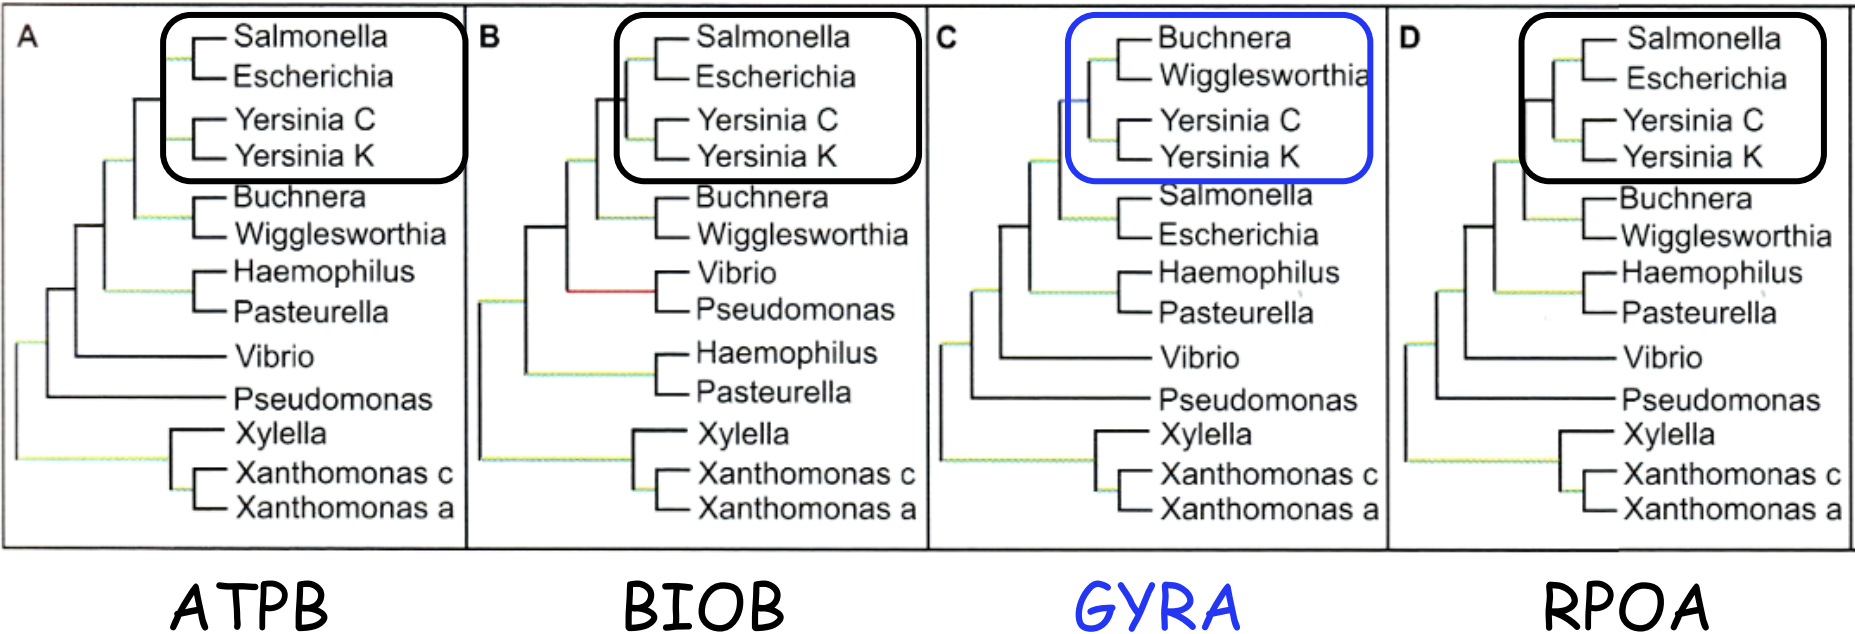 A
Salmonella
Escherichia
Yersinia C
Yersinia K
Buchnera
Wigglesworthia
Haemophilus
Pasteurella
Vibrio
Pseudomonas
Xylella
Xanthomonas c
Xanthomonas a
ATPB
B
Salmonella
Escherichia
Yersinia C
Yersinia K
Buchnera
Wigglesworthia
Vibrio
Pseudomonas
Haemophilus
Pasteurella
Xylella
Xanthomonas c
Xanthomonas a
BIOB
C
Buchnera
Wigglesworthia
Yersinia C
Yersinia K
Salmonella
Escherichia
Haemophilus
Pasteurella
Vibrio
Pseudomonas
Xylella
Xanthomonas c
Xanthomonas a
GYRA
D
Salmonella
Escherichia
Yersinia C
Yersinia K
Buchnera
Wigglesworthia
Haemophilus
Pasteurella
Vibrio
Pseudomonas
Xylella
Xanthomonas c
Xanthomonas a
RPOA